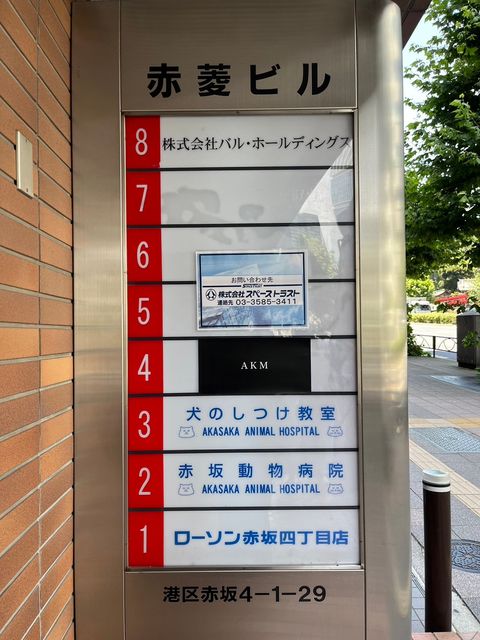 赤菱ビル
8 株式会社バル・ホールディングス
7
6
お問い合わせ先
株式会社スペーストラスト
連絡先 03-3585-3411
5
4 AKM
3 犬のしつけ教室
AKASAKA ANIMAL HOSPITAL
2 赤坂動物病院
AKASAKA ANIMAL HOSPITAL
1 ローソン赤坂四丁目店
港区赤坂4-1-29